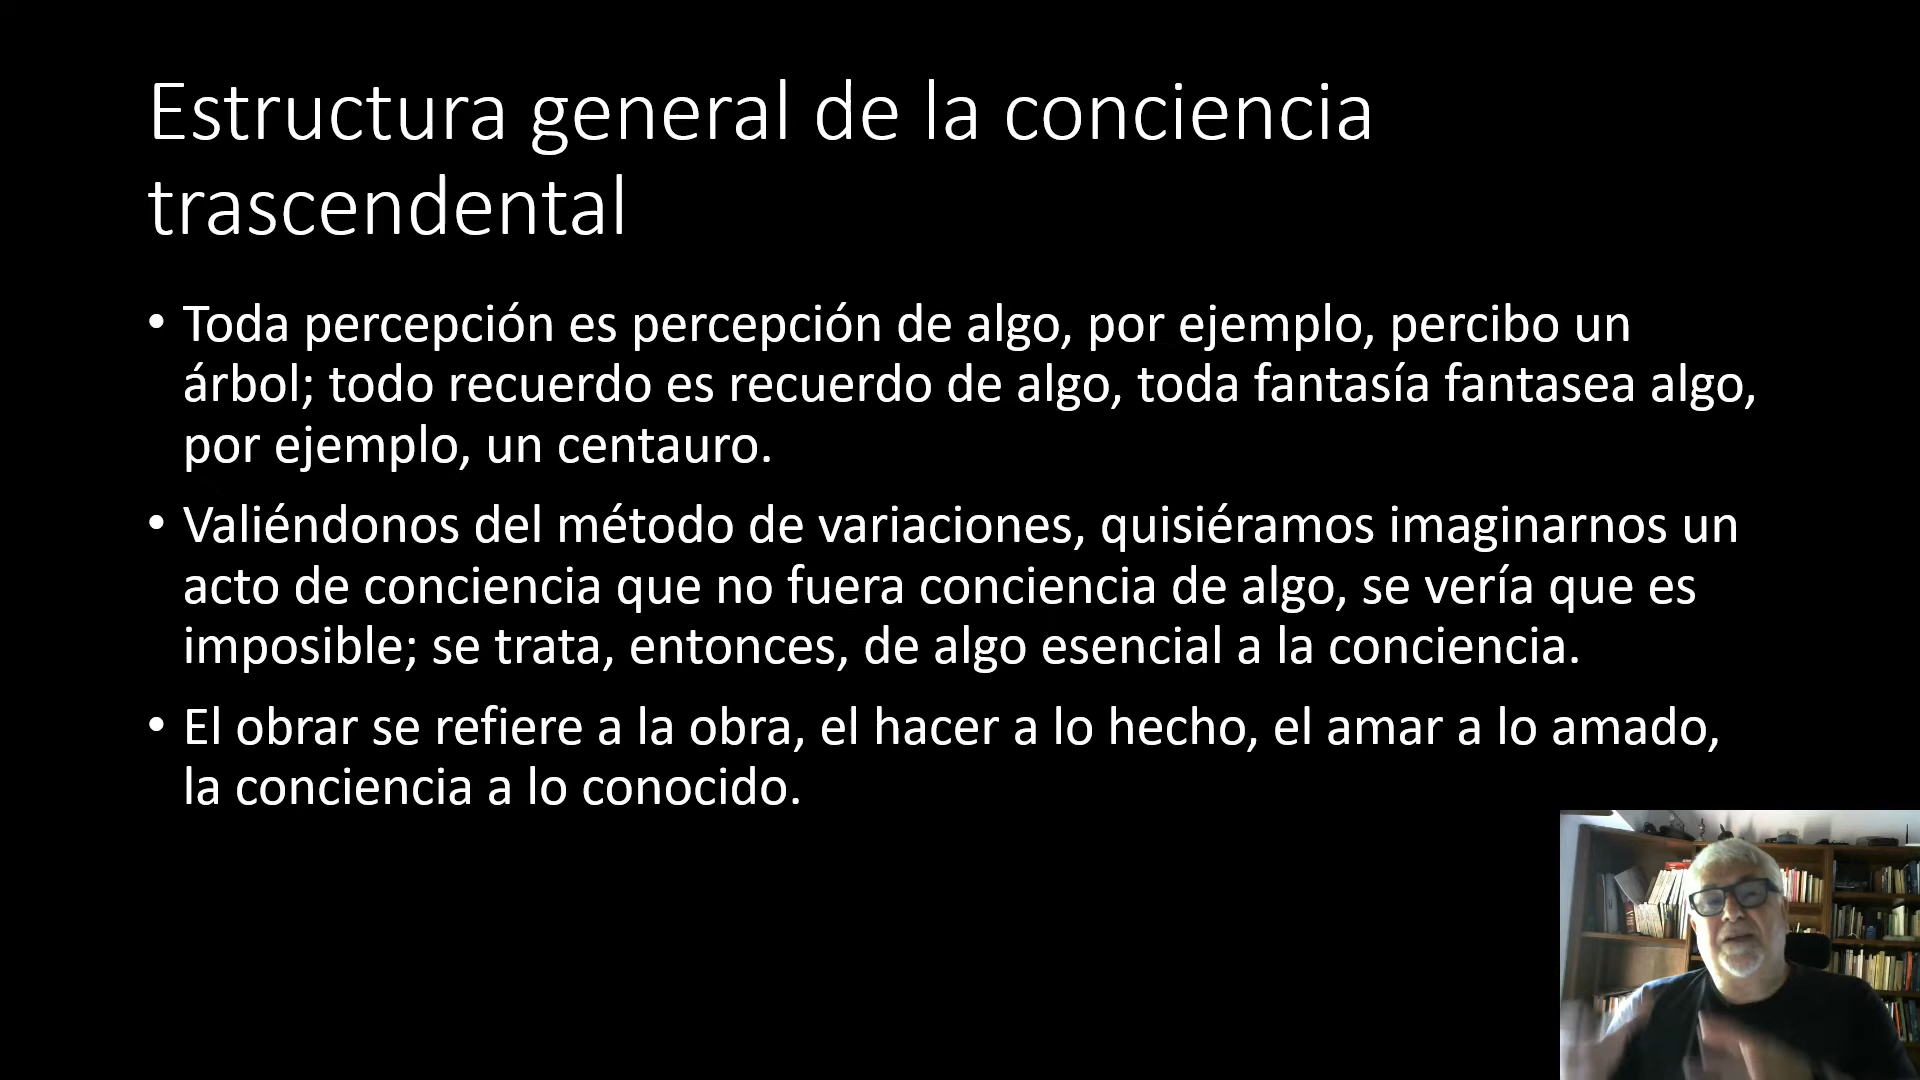 Estructura general de la conciencia
trascendental
• Toda percepción es percepción de algo, por ejemplo, percibo un
árbol; todo recuerdo es recuerdo de algo, toda fantasía fantasea algo,
por ejemplo, un centauro.
• Valiéndonos del método de variaciones, quisiéramos imaginarnos un
acto de conciencia que no fuera conciencia de algo, se vería que es
imposible; se trata, entonces, de algo esencial a la conciencia.
• El obrar se refiere a la obra, el hacer a lo hecho, el amar a lo amado,
la conciencia a lo conocido.